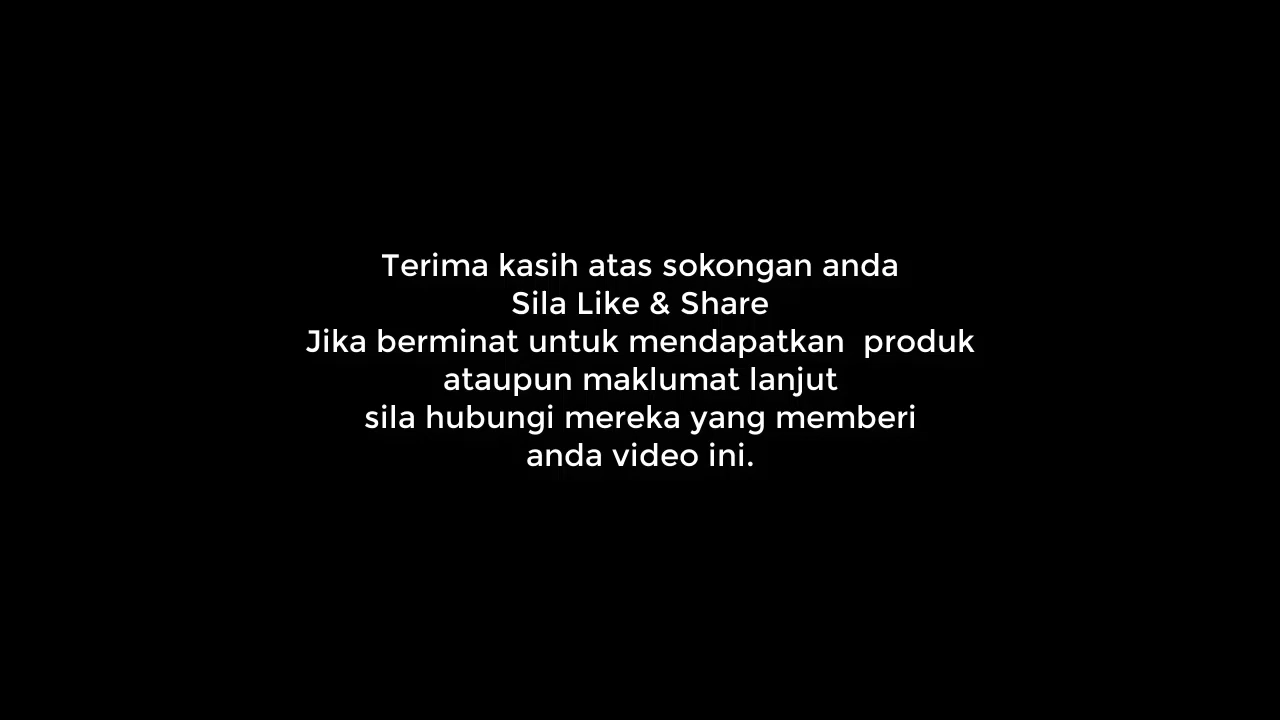 Terima kasih atas sokongan anda
Sila Like & Share
Jika berminat untuk mendapatkan  produk
ataupun maklumat lanjut
sila hubungi mereka yang memberi
anda video ini.